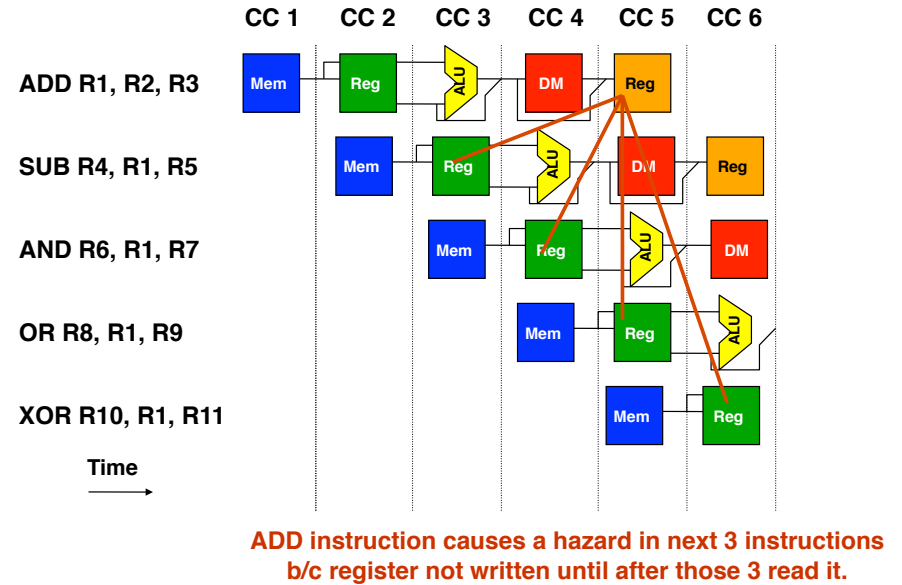 CC 1 CC 2 CC 3 CC 4 CC 5 CC 6
ADD R1, R2, R3 Mem Reg ALU DM Reg
SUB R4, R1, R5 Mem Reg ALU DM Reg
AND R6, R1, R7 Mem Reg ALU DM
OR R8, R1, R9 Mem Reg ALU
XOR R10, R1, R11 Mem Reg
Time
ADD instruction causes a hazard in next 3 instructions
b/c register not written until after those 3 read it.